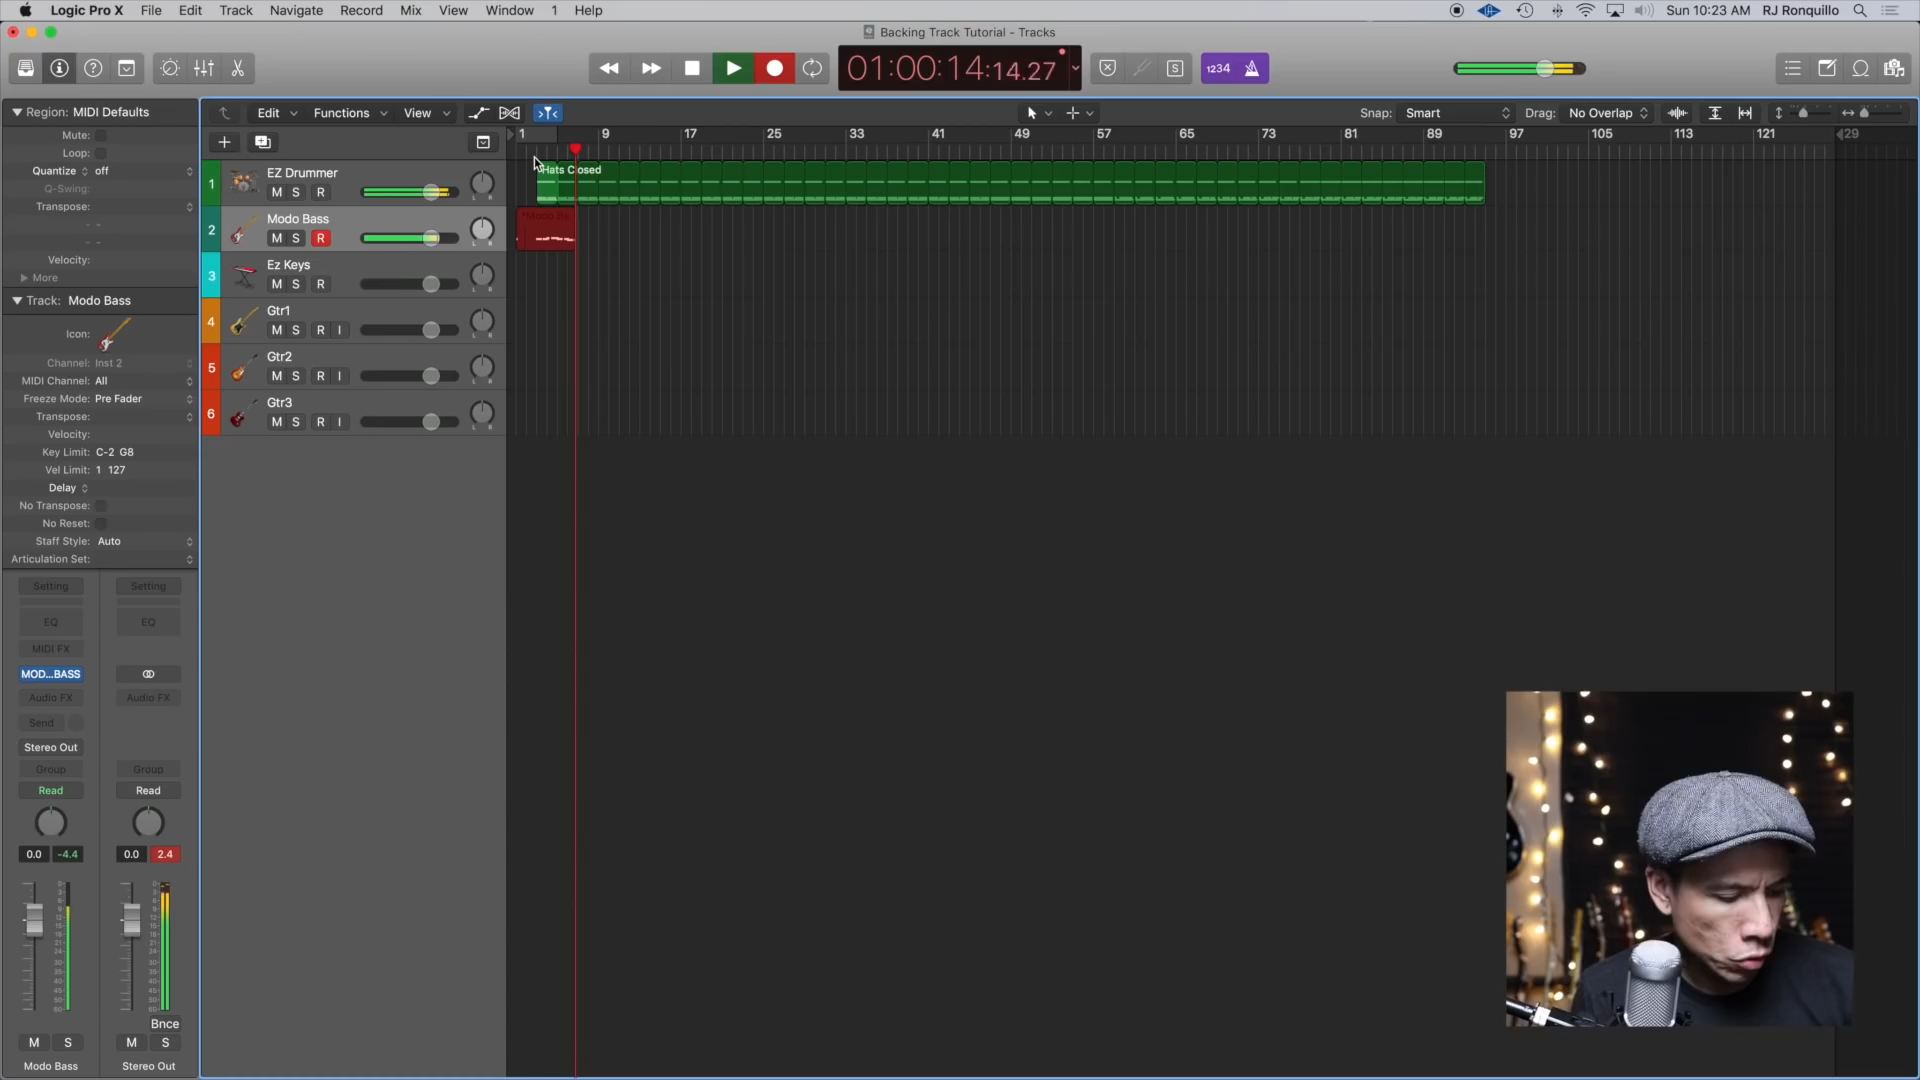 Logic Pro X File Edit Track Record Navigate Mix View Window 1 Help Sun 10:23 AM RJ Ronquillo
Backing Track Tutorial - Tracks
01:00:14:14.27 S 1234
Region: MIDI Defaults
Edit Functions View Snap: Smart Drag: No Overlap
Mute:
1 9 17 25 33 41 49 57 65 73 81 89 97 105 113 121 129
Loop:
Quantize off
Q-Swing:
Transpose:
Velocity:
More
1 EZ Drummer Hats Closed
M S R
L R
2 Modo Bass *Modo Ba
M S R
L R
3 Ez Keys
M S R
L R
4 Gtr1
M S R I
L R
5 Gtr2
M S R I
L R
6 Gtr3
M S R I
L R
Track: Modo Bass
Icon:
Channel: Inst 2
MIDI Channel: All
Freeze Mode: Pre Fader
Transpose:
Velocity:
Key Limit: C-2 G8
Vel Limit: 1 127
Delay
No Transpose:
No Reset:
Staff Style: Auto
Articulation Set:
Setting Setting
EQ EQ
MIDI FX
MOD...BASS
Audio FX Audio FX
Send
Stereo Out
Group Group
Read Read
0.0 -4.4 0.0 2.4
Bnce
M S M S
Modo Bass Stereo Out